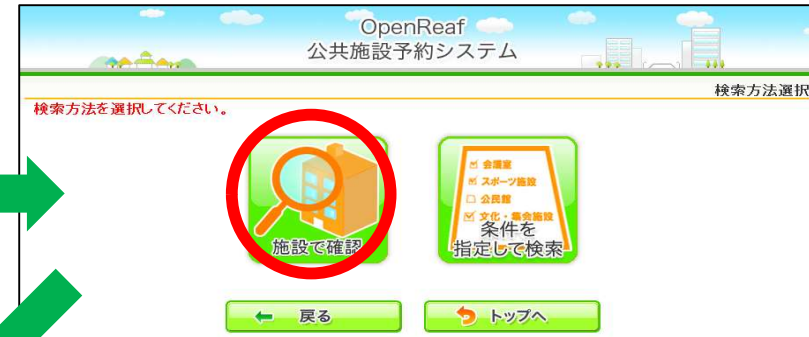 OpenReaf
公共施設予約システム
検索方法選択
検索方法を選択してください。
施設で確認
会議室
スポーツ施設
公民館
文化・集会施設
条件を
指定して検索
戻る
トップへ